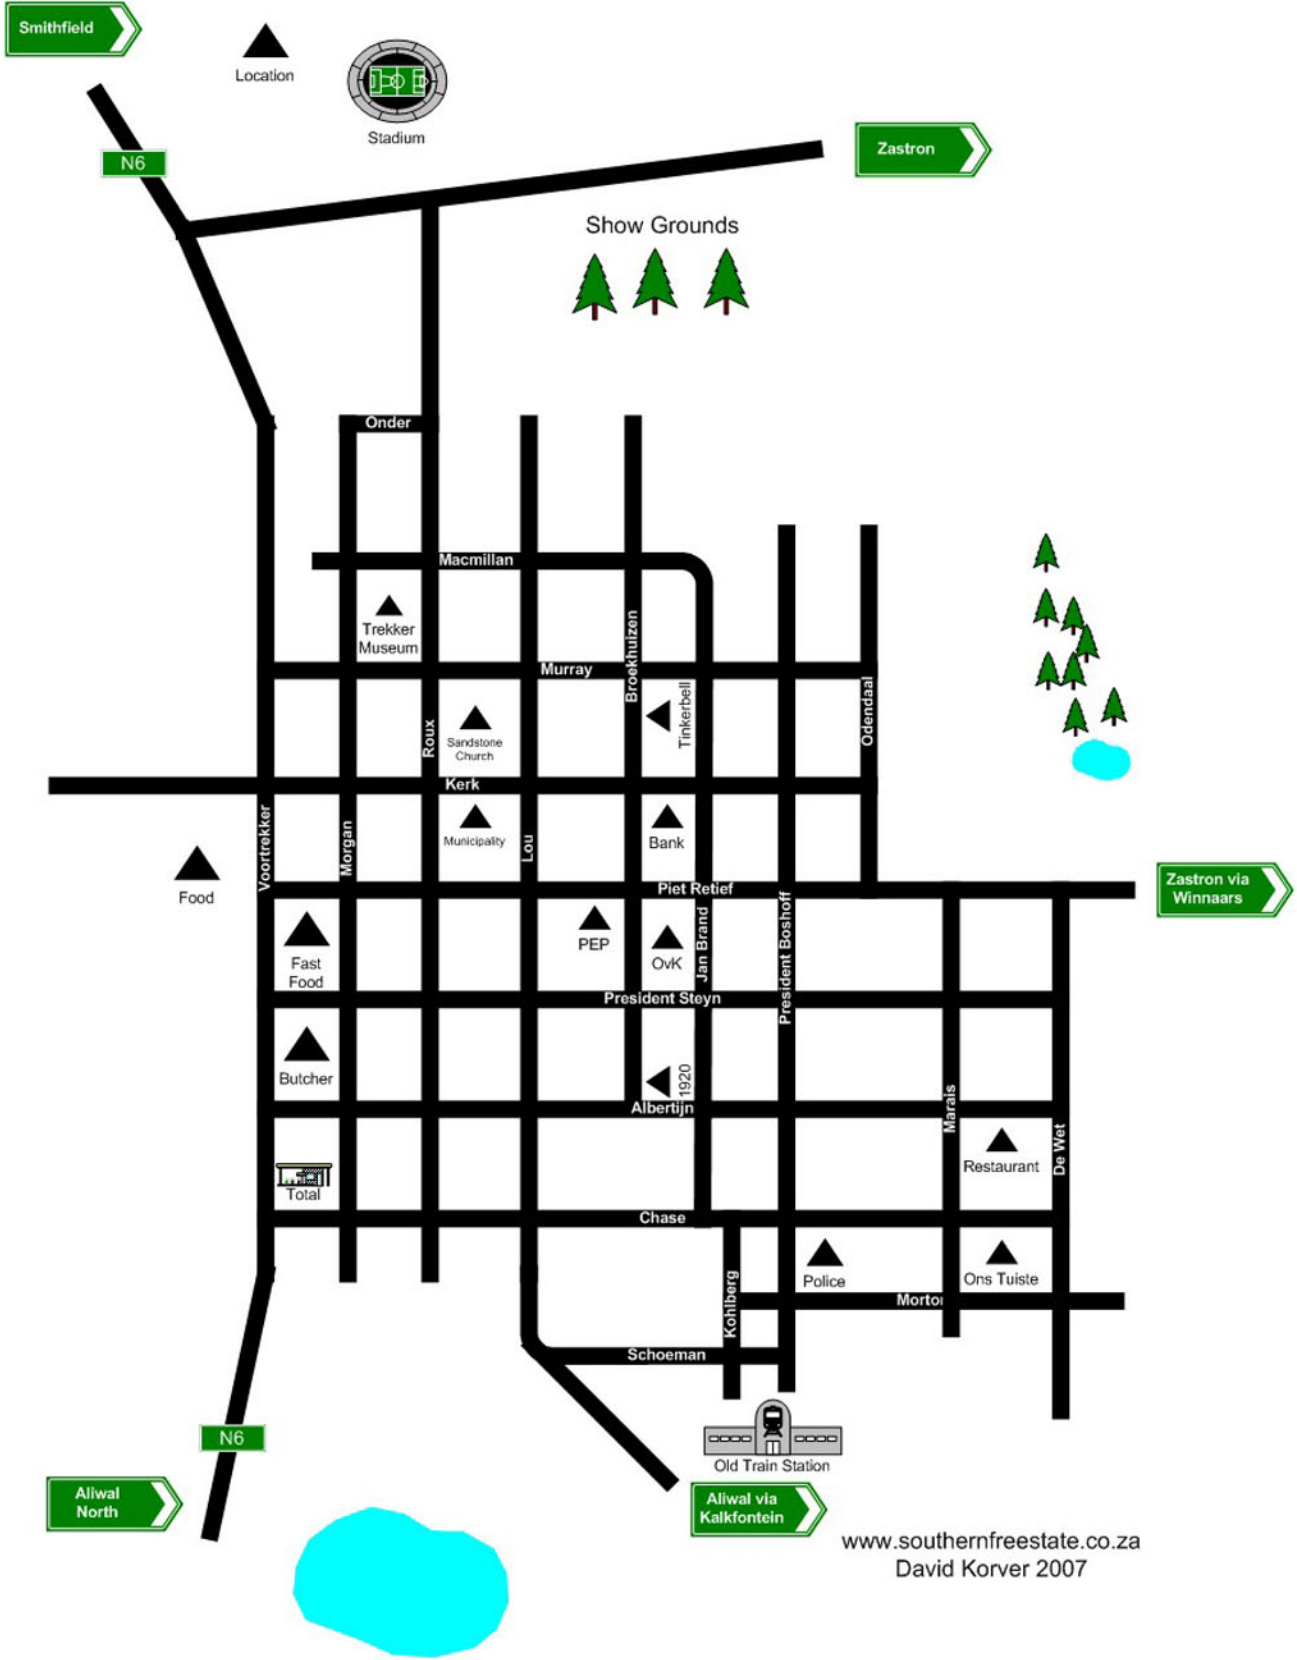 Smithfield
Location
Stadium
N6
Zastron
Show Grounds
Onder
Macmillan
Trekker
Museum
Broekhuizen
Murray
Tinkerbell
Odendaal
Roux
Sandstone
Church
Kerk
Voortrekker
Morgan
Municipality
Lou
Bank
Food
Piet Retief
Zastron via
Winnaars
Fast
Food
PEP
OvK
Jan Brand
President Boshoff
President Steyn
Butcher
1920
Albertijn
Marais
De Wet
Restaurant
Total
Chase
Kohlberg
Police
Ons Tuiste
Mortor
Schoeman
N6
Old Train Station
Aliwal
North
Aliwal via
Kalkfontein
www.southernfreestate.co.za
David Korver 2007